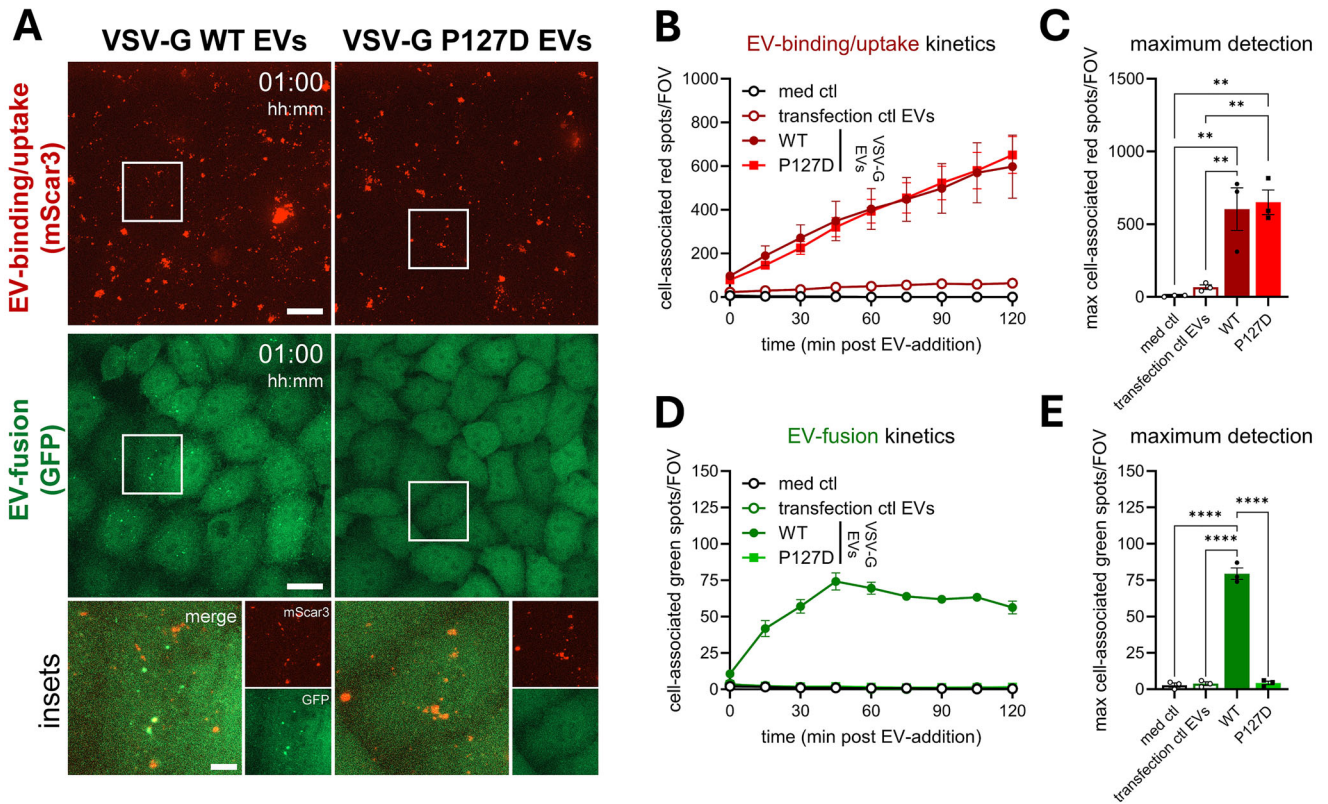 A
VSV-G WT EVs
VSV-G P127D EVs
EV-binding/uptake
(mScar3)
01:00
hh:mm
EV-fusion
(GFP)
01:00
hh:mm
insets
merge
mScar3
GFP
B
EV-binding/uptake kinetics
cell-associated red spots/FOV
1000
800
600
400
200
0
med ctl
transfection ctl EVs
WT
P127D
VSV-G
EVs
0 30 60 90 120
time (min post EV-addition)
C
maximum detection
max cell-associated red spots/FOV
1500
1000
500
0
**
**
**
**
med ctl
transfection ctl EVs
WT
P127D
D
EV-fusion kinetics
cell-associated green spots/FOV
150
125
100
75
50
25
0
med ctl
transfection ctl EVs
WT
P127D
VSV-G
EVs
0 30 60 90 120
time (min post EV-addition)
E
maximum detection
max cell-associated green spots/FOV
150
125
100
75
50
25
0
****
****
****
med ctl
transfection ctl EVs
WT
P127D